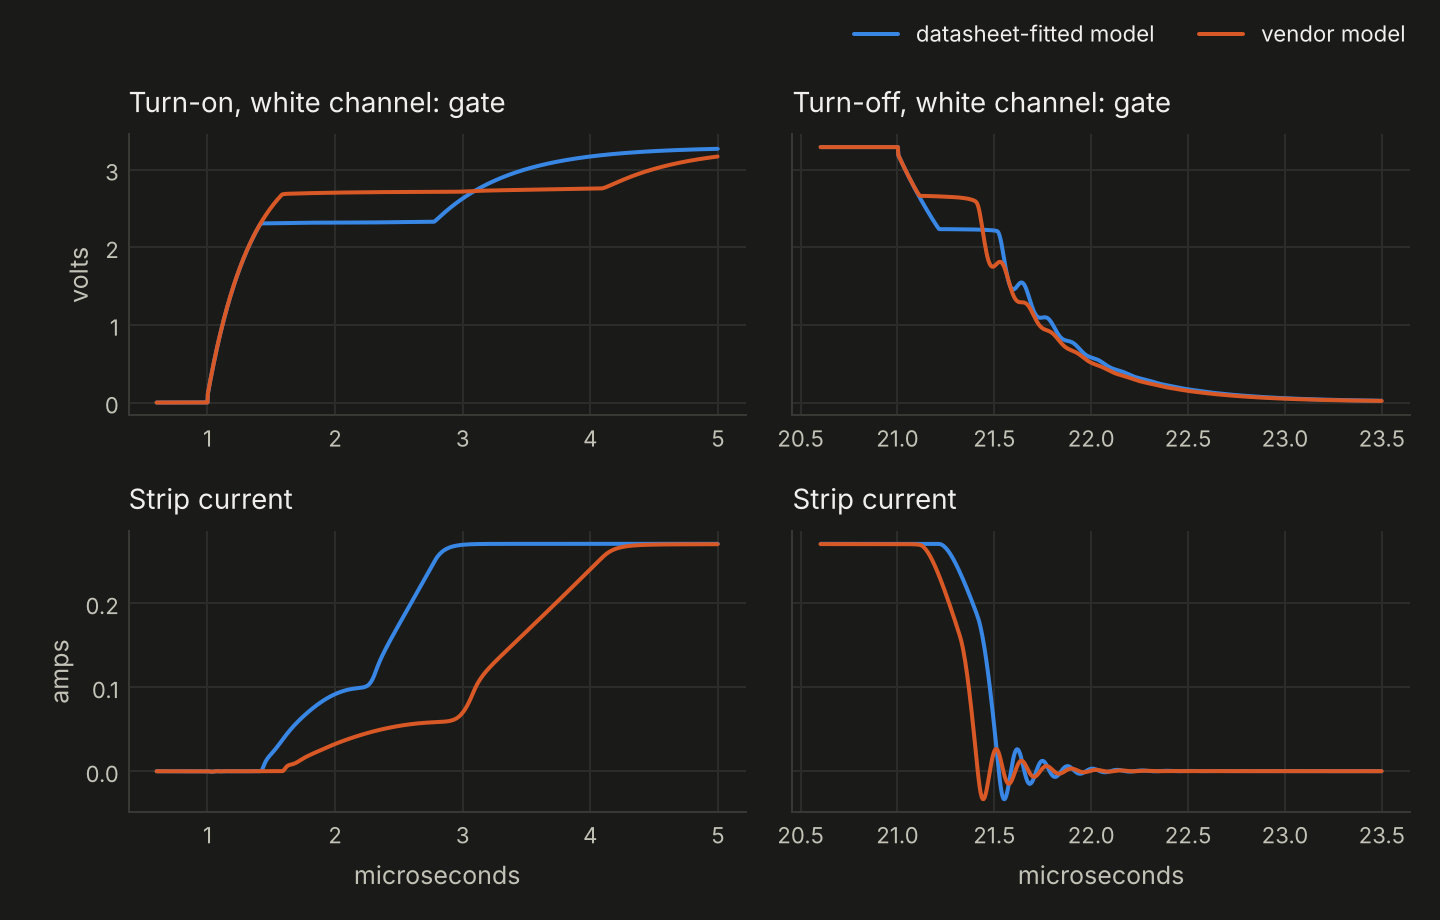 datasheet-fitted model vendor model
Turn-on, white channel: gate
volts
3
2
1
0
1 2 3 4 5
Turn-off, white channel: gate
20.5 21.0 21.5 22.0 22.5 23.0 23.5
Strip current
amps
0.2
0.1
0.0
1 2 3 4 5
microseconds
Strip current
20.5 21.0 21.5 22.0 22.5 23.0 23.5
microseconds